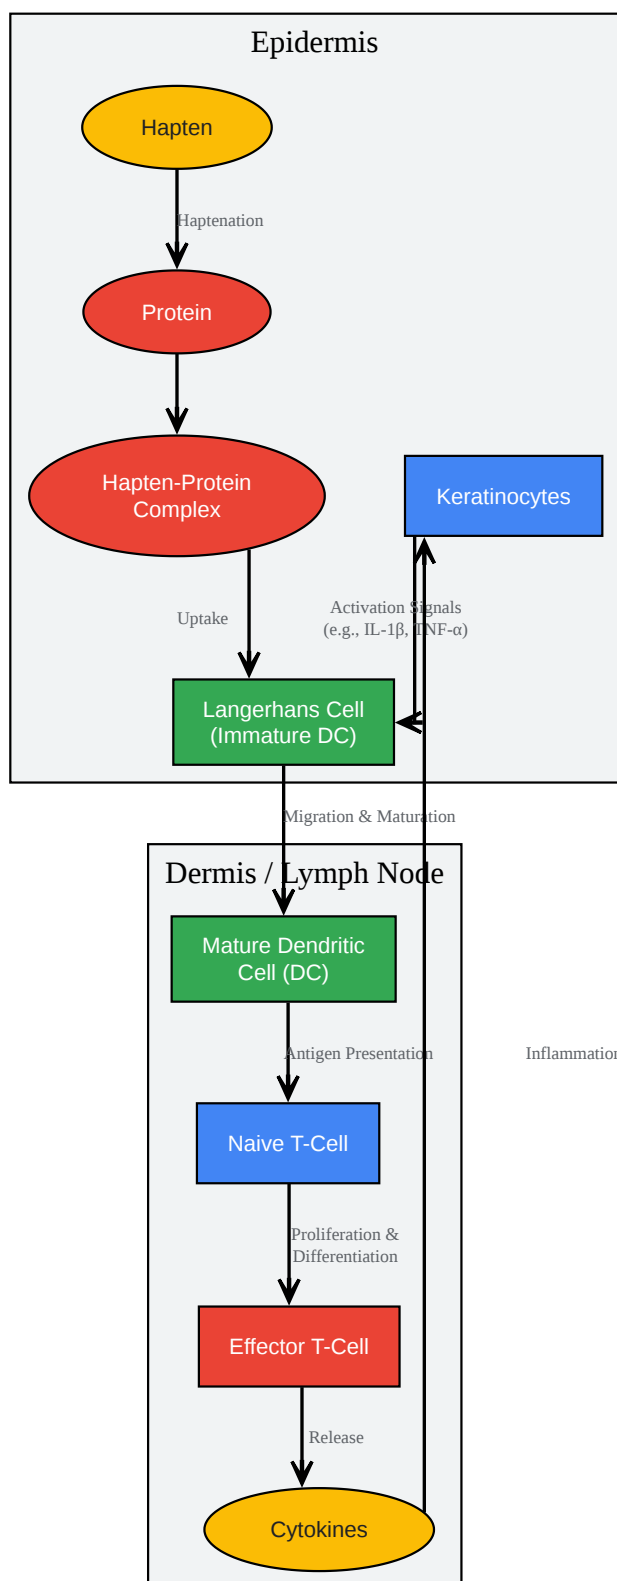 Epidermis
Hapten
Haptenation
Protein
Hapten-Protein
Complex
Keratinocytes
Uptake
Activation Signals
(e.g., IL-1β, TNF-α)
Langerhans Cell
(Immature DC)
Migration & Maturation
Dermis / Lymph Node
Mature Dendritic
Cell (DC)
Antigen Presentation
Inflammation
Naive T-Cell
Proliferation &
Differentiation
Effector T-Cell
Release
Cytokines